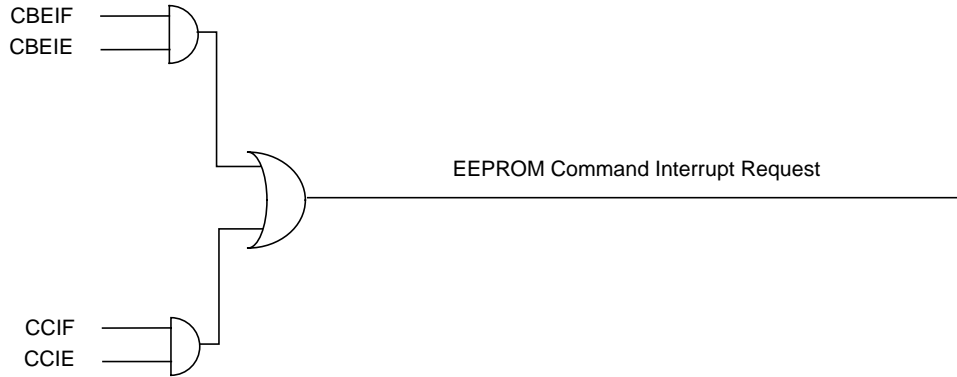 CBEIF
CBEIE
EEPROM Command Interrupt Request
CCIF
CCIE